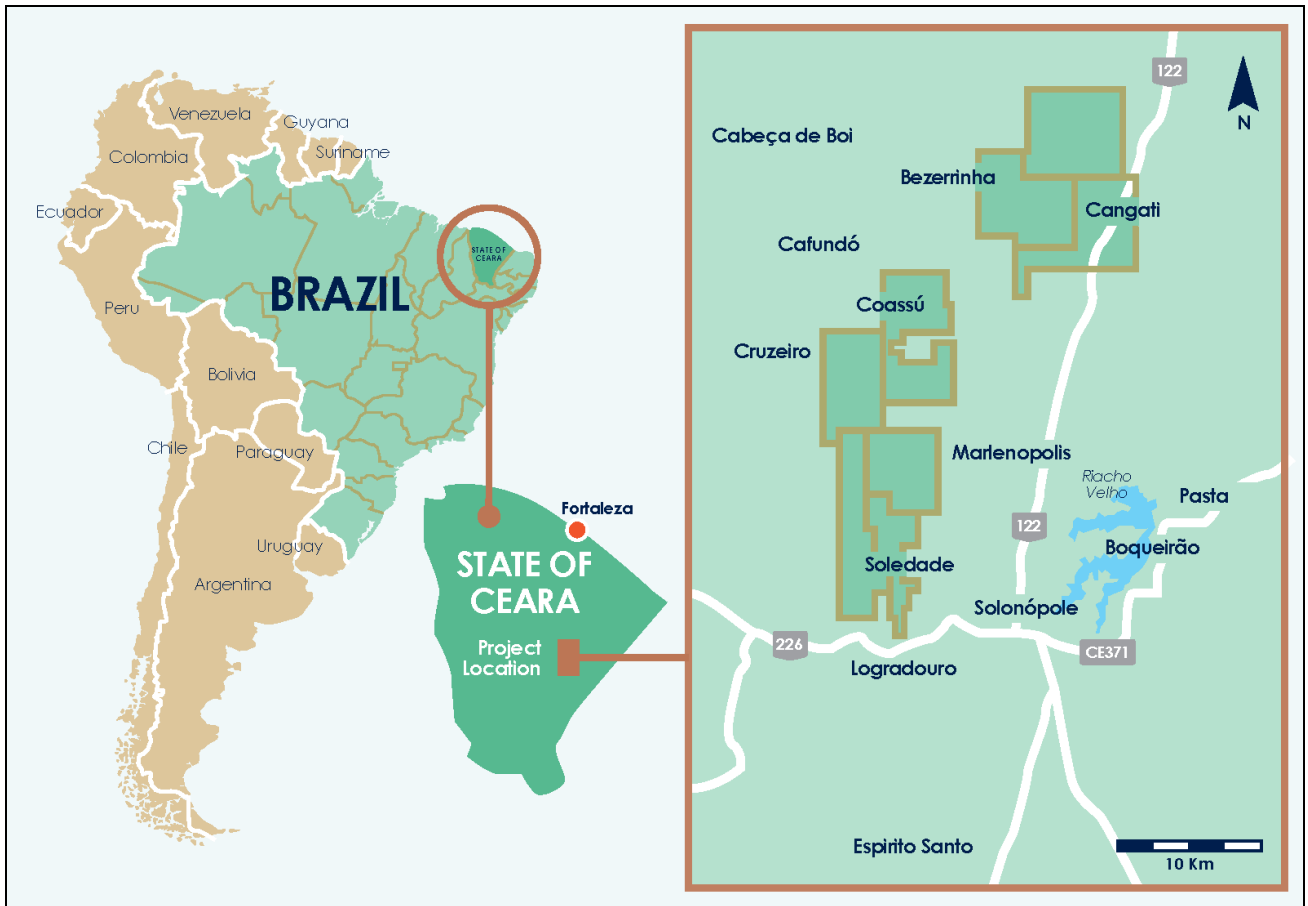 Venezuela
Guyana
Colombia
Suriname
Ecuador
STATE OF
CEARA
BRAZIL
Peru
Bolivia
Chile
Paraguay
Uruguay
Argentina
Fortaleza
STATE OF
CEARA
Project
Location
122
N
Cabeça de Boi
Bezerrinha
Cangati
Cafundó
Coassú
Cruzeiro
Marlenopolis
Riacho
Velho
Pasta
122
Boqueirão
Soledade
Solonópole
226
CE371
Logradouro
Espirito Santo
10 Km